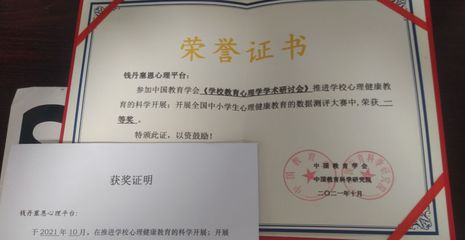 荣誉证书
钱丹塞恩心理平台:
参加中国教育学会《学校教育心理学学术研讨会》推进学校心理健康教
育的科学开展;开展全国中小学生心理健康教育的数据测评大赛中,荣获 二
等奖 。
特颁此证,以资鼓励!
中国教育学会
中国教育科学研究院
二〇二一年十月
获奖证明
钱丹塞恩心理平台:
于2021年10月,在推进学校心理健康教育的科学开展;开展